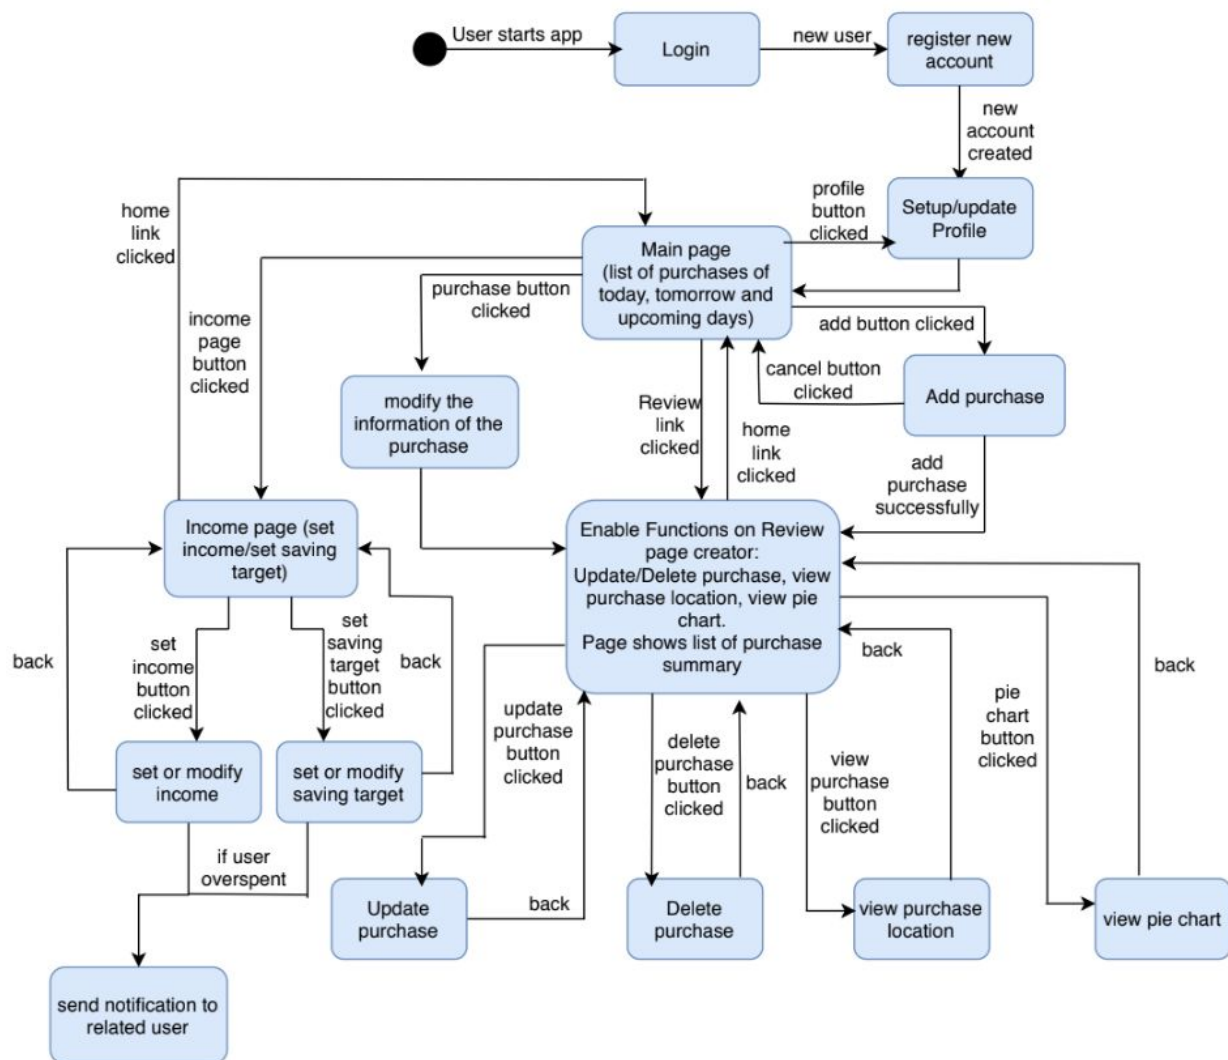 User starts app
Login
new user
register new
account
new
account
created
home
link
clicked
profile
button
clicked
Setup/update
Profile
Main page
(list of purchases of
today, tomorrow and
upcoming days)
purchase button
clicked
income
page
button
clicked
add button clicked
cancel button
clicked
Add purchase
modify the
information of the
purchase
Review
link
clicked
home
link
clicked
add
purchase
successfully
Income page (set
income/set saving
target)
Enable Functions on Review
page creator:
Update/Delete purchase, view
purchase location, view pie
chart.
Page shows list of purchase
summary
back
set
income
button
clicked
set
saving
target
button
clicked
back
back
back
update
purchase
button
clicked
delete
purchase
button
clicked
back
view
purchase
button
clicked
pie
chart
button
clicked
set or modify
income
set or modify
saving target
if user
overspent
Update
purchase
back
Delete
purchase
view purchase
location
view pie chart
send notification to
related user